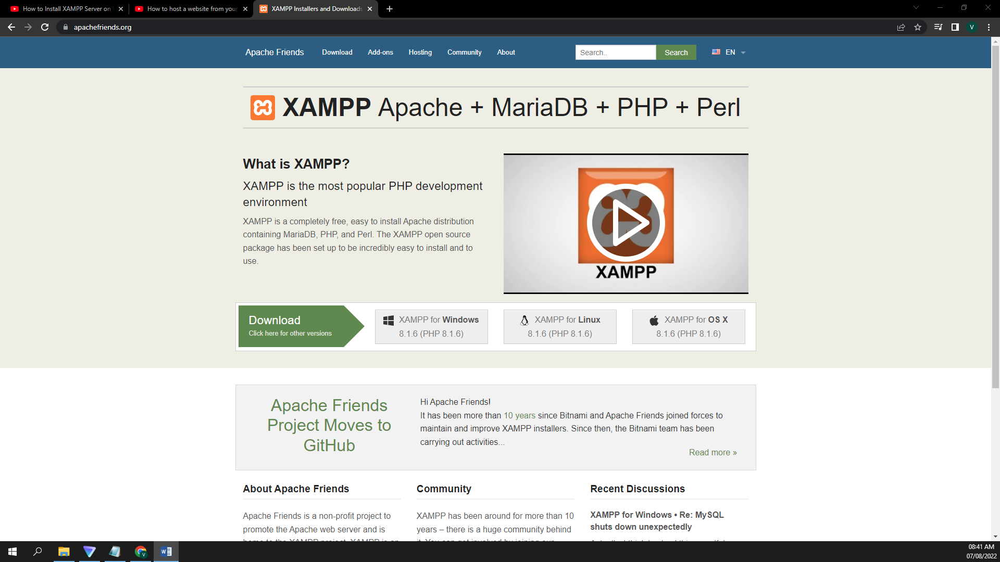 How to Install XAMPP Server on
How to host a website from your
XAMPP Installers and Downloads
apachefriends.org
V
Apache Friends
Download
Add-ons
Hosting
Community
About
Search..
Search
EN
XAMPP Apache + MariaDB + PHP + Perl
What is XAMPP?
XAMPP is the most popular PHP development
environment
XAMPP is a completely free, easy to install Apache distribution
containing MariaDB, PHP, and Perl. The XAMPP open source
package has been set up to be incredibly easy to install and to
use.
XAMPP
Download
Click here for other versions
XAMPP for Windows
8.1.6 (PHP 8.1.6)
XAMPP for Linux
8.1.6 (PHP 8.1.6)
XAMPP for OS X
8.1.6 (PHP 8.1.6)
Apache Friends
Project Moves to
GitHub
Hi Apache Friends!
It has been more than 10 years since Bitnami and Apache Friends joined forces to
maintain and improve XAMPP installers. Since then, the Bitnami team has been
carrying out activities...
Read more »
About Apache Friends
Apache Friends is a non-profit project to
promote the Apache web server and is
Community
XAMPP has been around for more than 10
years – there is a huge community behind
Recent Discussions
XAMPP for Windows • Re: MySQL
shuts down unexpectedly
08:41 AM
07/08/2022